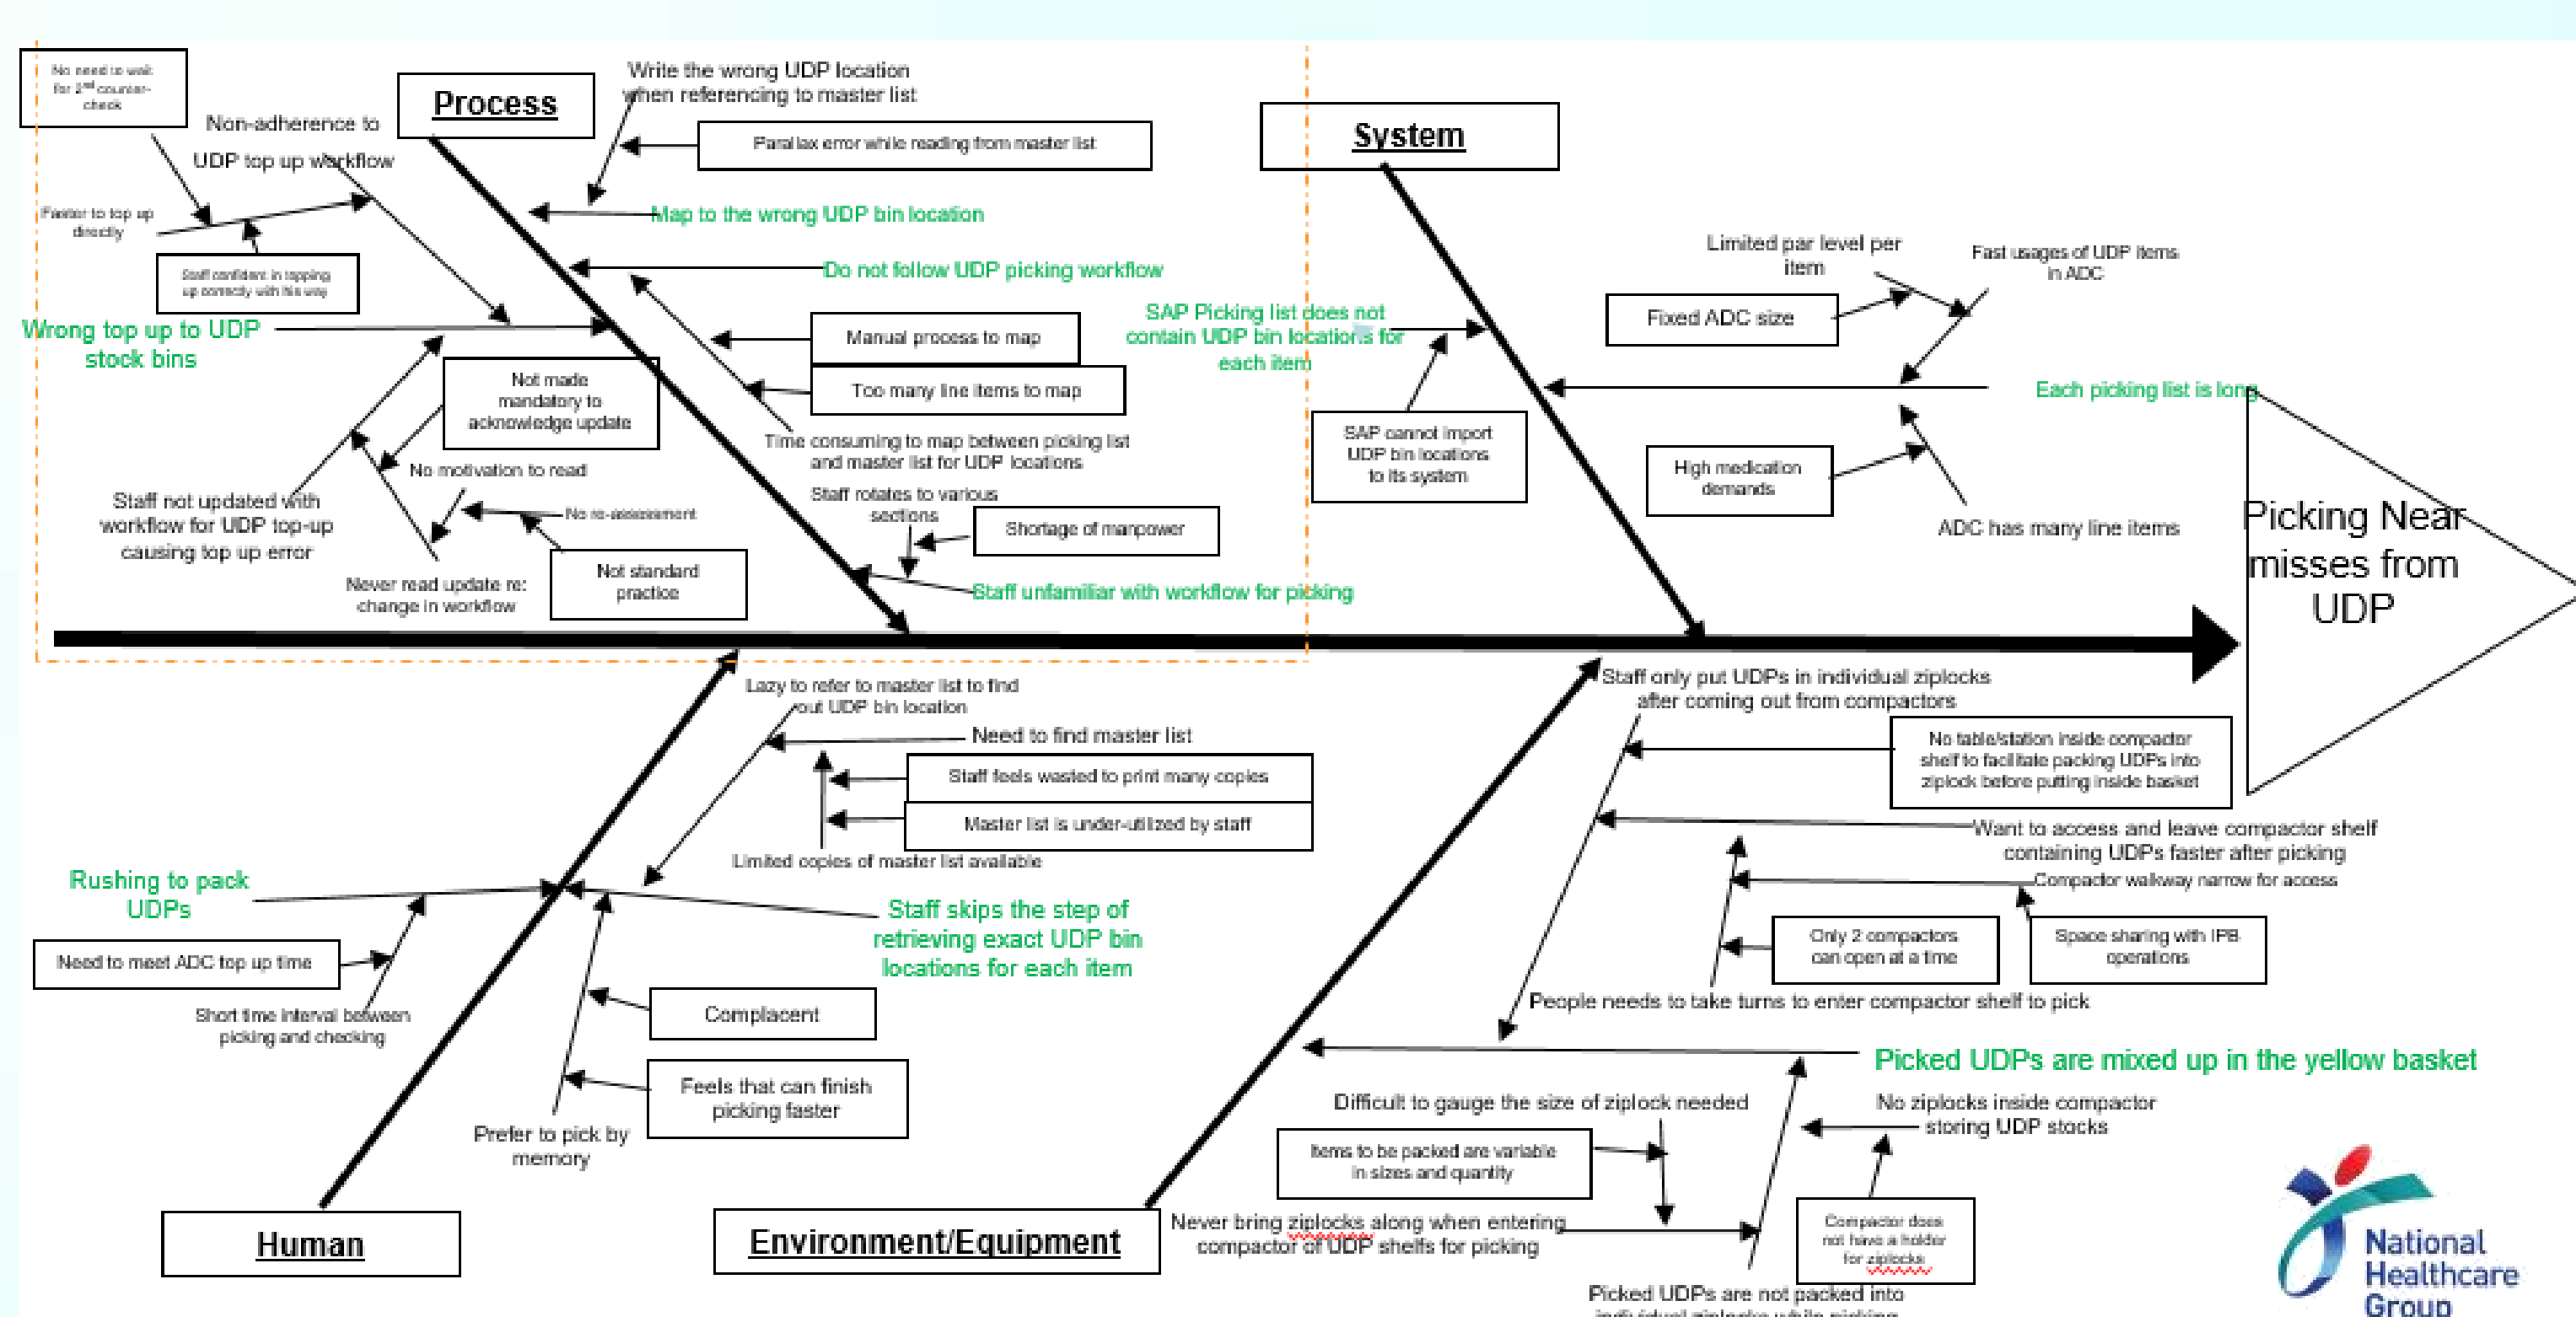 No need to wait
for 2nd counter-
check
Process
Write the wrong UDP location
when referencing to master list
Non-adherence to
UDP top up workflow
Parallax error while reading from master list
System
Faster to top up
directly
Map to the wrong UDP bin location
Staff confident in topping
up correctly with his way
Do not follow UDP picking workflow
Limited par level per
item
Fast usages of UDP items
in ADC
Fixed ADC size
Wrong top up to UDP
stock bins
Manual process to map
SAP Picking list does not
contain UDP bin locations for
each item
Not made
mandatory to
acknowledge update
Too many line items to map
Each picking list is long
Time consuming to map between picking list
and master list for UDP locations
SAP cannot import
UDP bin locations
to its system
High medication
demands
No motivation to read
Staff not updated with
workflow for UDP top-up
causing top up error
No re-assessment
Staff rotates to various
sections
Shortage of manpower
ADC has many line items
Picking Near
misses from
UDP
Never read update re:
change in workflow
Not standard
practice
Staff unfamiliar with workflow for picking
Lazy to refer to master list to find
out UDP bin location
Staff only put UDPs in individual ziplocks
after coming out from compactors
Need to find master list
No table/station inside compactor
shelf to facilitate packing UDPs into
ziplock before putting inside basket
Staff feels wasted to print many copies
Master list is under-utilized by staff
Limited copies of master list available
Want to access and leave compactor shelf
containing UDPs faster after picking
Compactor walkway narrow for access
Rushing to pack
UDPs
Staff skips the step of
retrieving exact UDP bin
locations for each item
Only 2 compactors
can open at a time
Space sharing with IPB
operations
Need to meet ADC top up time
People needs to take turns to enter compactor shelf to pick
Short time interval between
picking and checking
Complacent
Picked UDPs are mixed up in the yellow basket
Feels that can finish
picking faster
Difficult to gauge the size of ziplock needed
No ziplocks inside compactor
storing UDP stocks
Prefer to pick by
memory
Items to be packed are variable
in sizes and quantity
Human
Environment/Equipment
Never bring ziplocks along when entering
compactor of UDP shelfs for picking
Compactor does
not have a holder
for ziplocks
Picked UDPs are not packed into
individual ziplocks while picking
National
Healthcare
Group